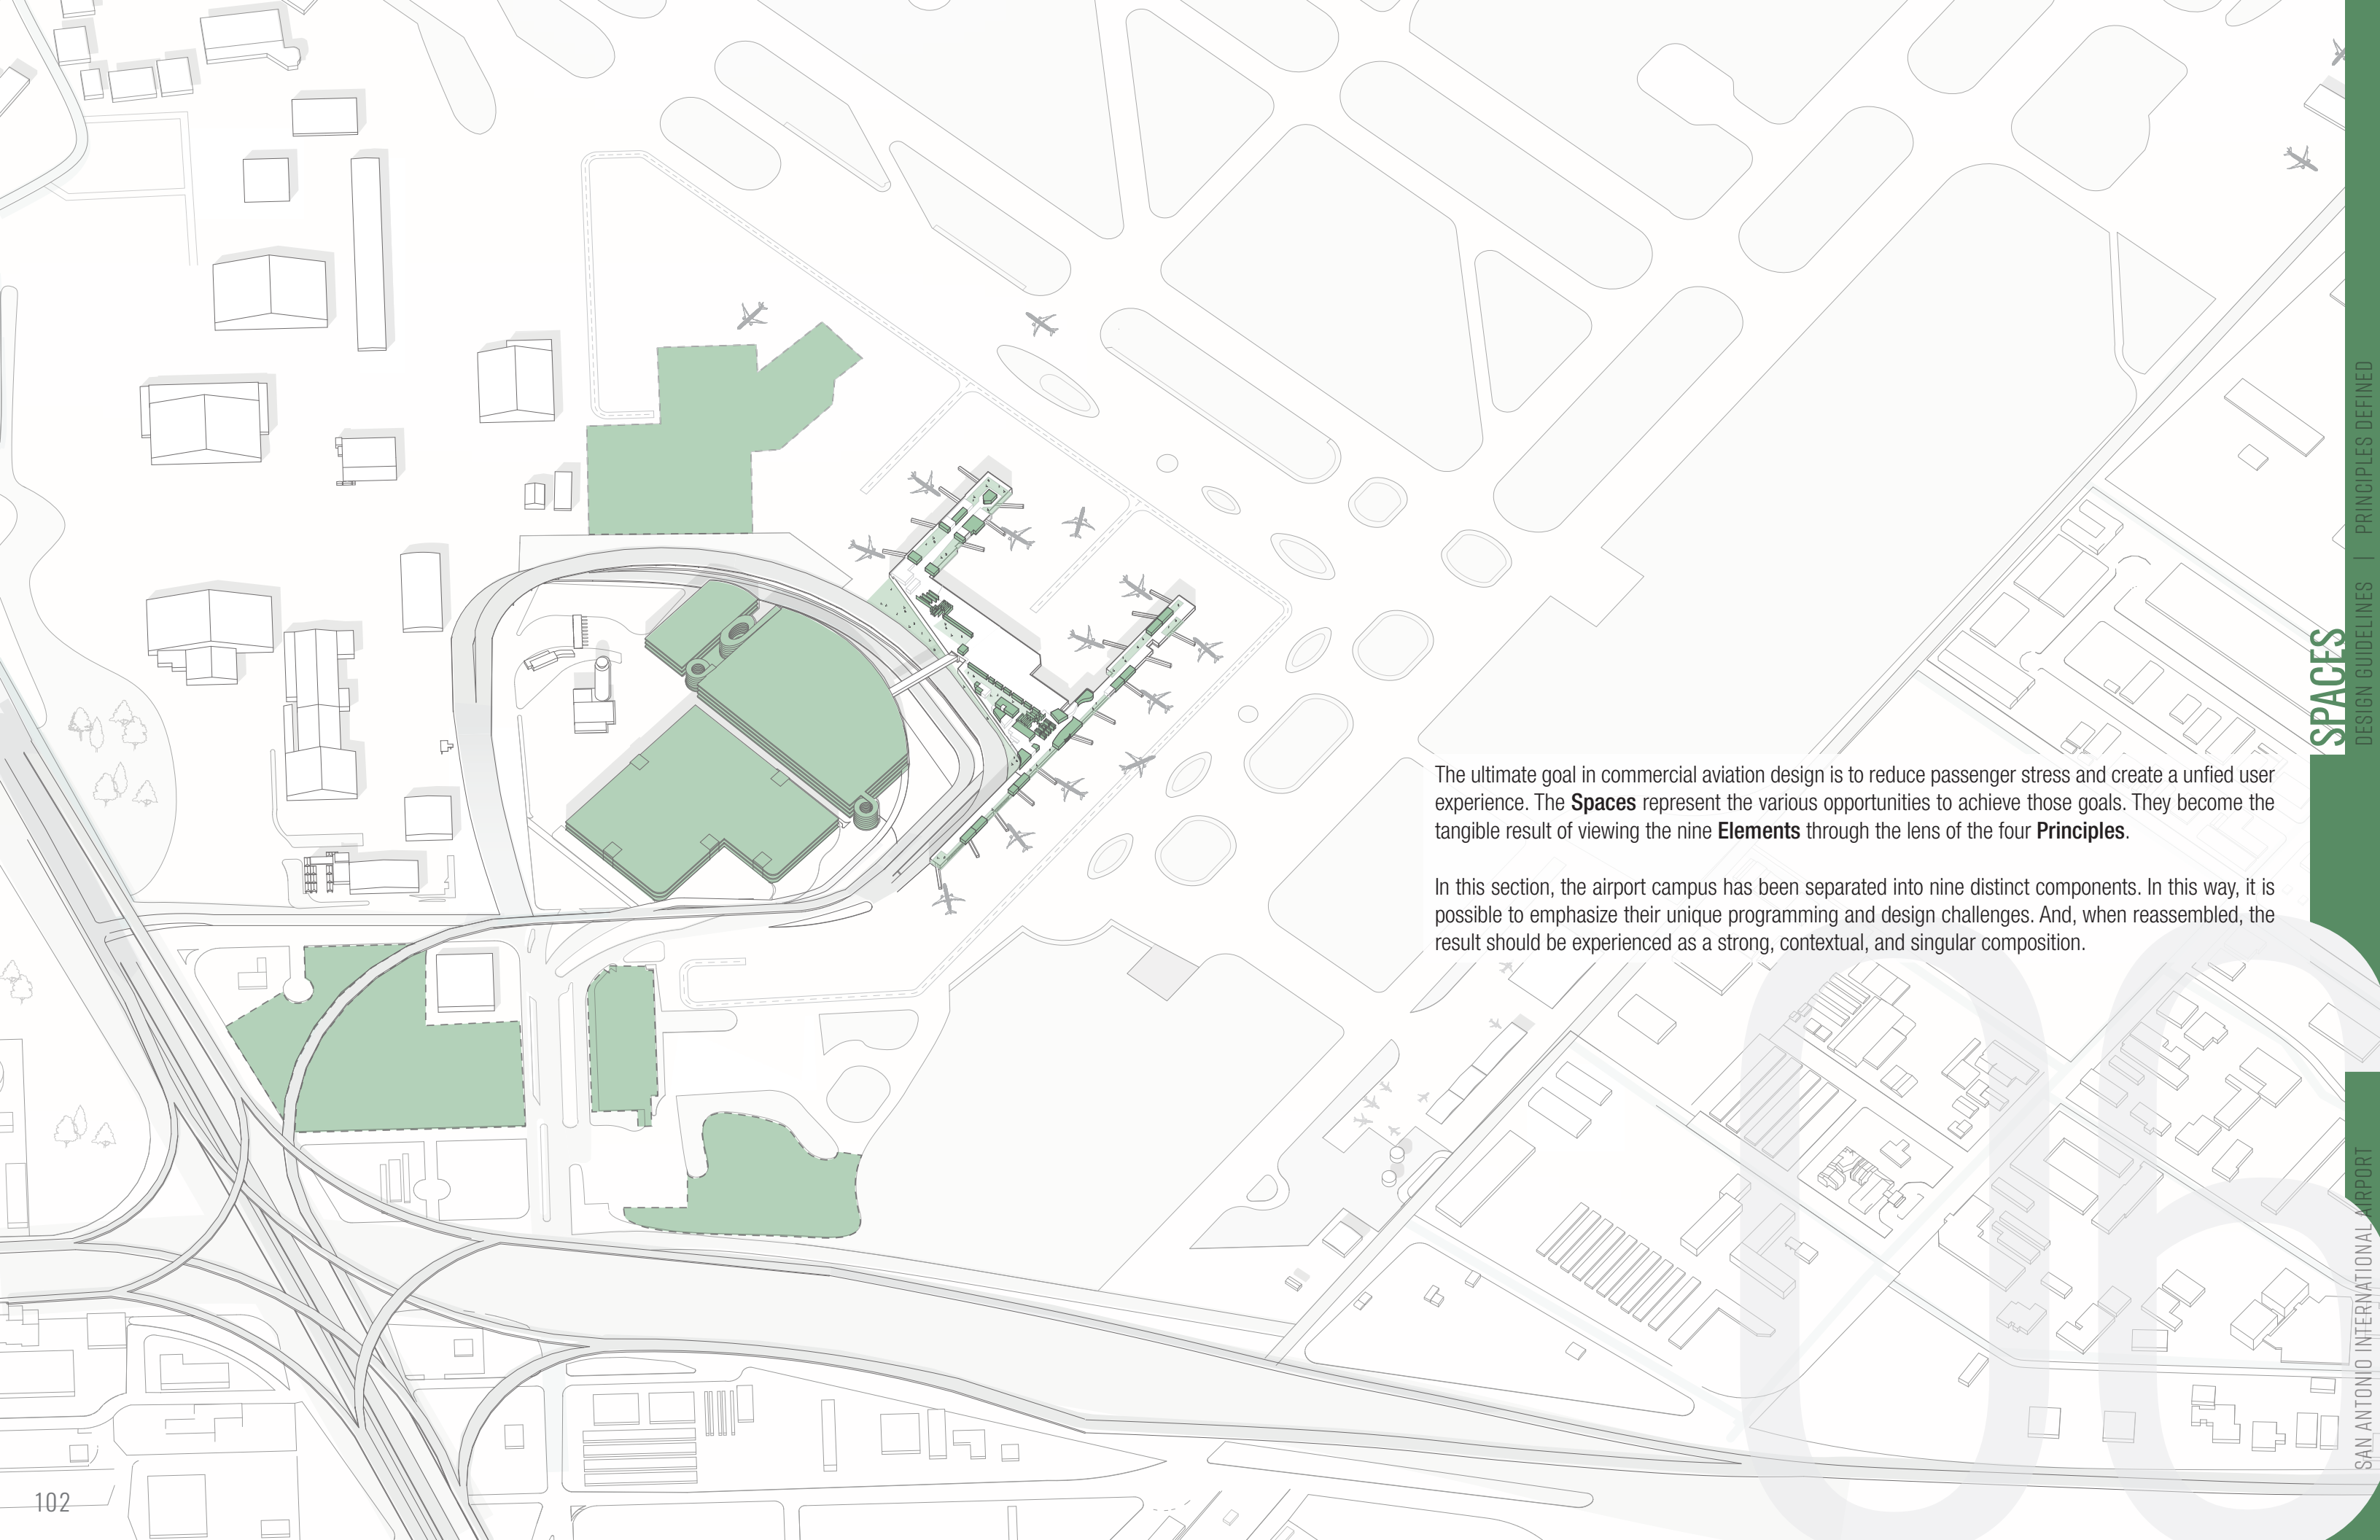 The ultimate goal in commercial aviation design is to reduce passenger stress and create a unfied user
experience. The Spaces represent the various opportunities to achieve those goals. They become the
tangible result of viewing the nine Elements through the lens of the four Principles.
In this section, the airport campus has been separated into nine distinct components. In this way, it is
possible to emphasize their unique programming and design challenges. And, when reassembled, the
result should be experienced as a strong, contextual, and singular composition.
SPACES
DESIGN GUIDELINES | PRINCIPLES DEFINED
06
SAN ANTONIO INTERNATIONAL AIRPORT
102